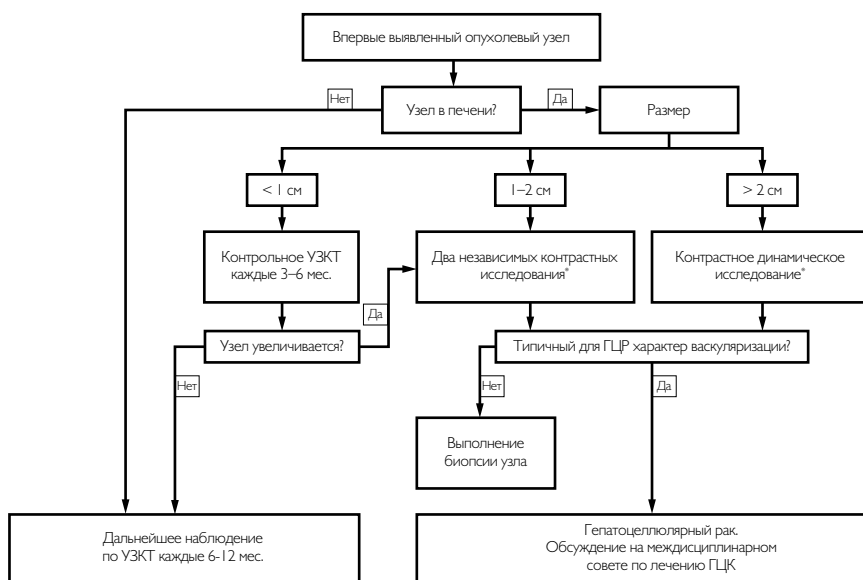 Впервые выявленный опухолевый узел
Нет
Узел в печени?
Да
Размер
< 1 см
1–2 см
> 2 см
Контрольное УЗКТ
каждые 3–6 мес.
Два независимых контрастных
исследования*
Контрастное динамическое
исследование*
Да
Узел увеличивается?
Типичный для ГЦР характер васкуляризации?
Нет
Нет
Да
Выполнение
биопсии узла
Дальнейшее наблюдение
по УЗКТ каждые 6-12 мес.
Гепатоцеллюлярный рак.
Обсуждение на междисциплинарном
совете по лечению ГЦК